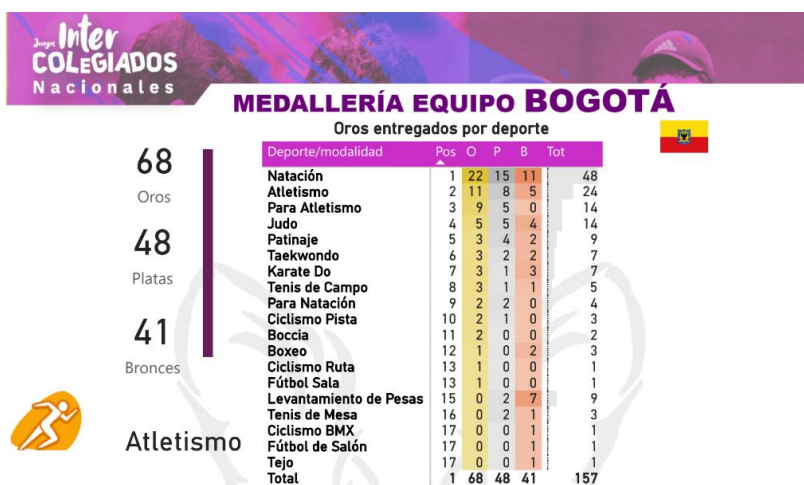 Juegos Inter
COLEGIADOS
Nacionales
MEDALLERÍA EQUIPO BOGOTÁ
Oros entregados por deporte
68
Oros
48
Platas
41
Bronces
Atletismo
Deporte/modalidad Pos O P B Tot
Natación 1 22 15 11 48
Atletismo 2 11 8 5 24
Para Atletismo 3 9 5 0 14
Judo 4 5 5 4 14
Patinaje 5 3 4 2 9
Taekwondo 6 3 2 2 7
Karate Do 7 3 1 3 7
Tenis de Campo 8 3 1 1 5
Para Natación 9 2 2 0 4
Ciclismo Pista 10 2 1 0 3
Boccia 11 2 0 0 2
Boxeo 12 1 0 2 3
Ciclismo Ruta 13 1 0 0 1
Fútbol Sala 13 1 0 0 1
Levantamiento de Pesas 15 0 2 7 9
Tenis de Mesa 16 0 2 1 3
Ciclismo BMX 17 0 0 1 1
Fútbol de Salón 17 0 0 1 1
Tejo 17 0 0 1 1
Total 1 68 48 41 157